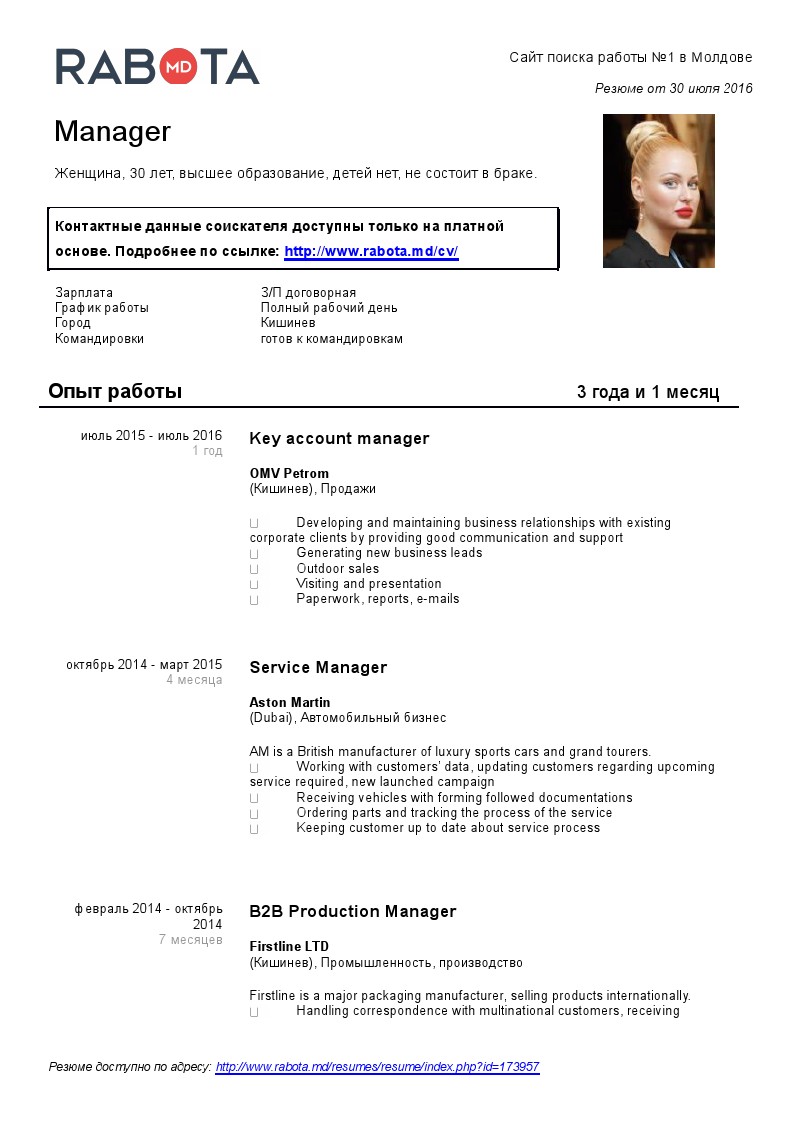 RABOTA MD
Сайт поиска работы №1 в Молдове
Резюме от 30 июля 2016
Manager
Женщина, 30 лет, высшее образование, детей нет, не состоит в браке.
Контактные данные соискателя доступны только на платной
основе. Подробнее по ссылке: http://www.rabota.md/cv/
Зарплата З/П договорная
График работы Полный рабочий день
Город Кишинев
Командировки готов к командировкам
Опыт работы 3 года и 1 месяц
июль 2015 - июль 2016 Key account manager
1 год
OMV Petrom
(Кишинев), Продажи
Developing and maintaining business relationships with existing
corporate clients by providing good communication and support
Generating new business leads
Outdoor sales
Visiting and presentation
Paperwork, reports, e-mails
октябрь 2014 - март 2015 Service Manager
4 месяца
Aston Martin
(Dubai), Автомобильный бизнес
AM is a British manufacturer of luxury sports cars and grand tourers.
Working with customers’ data, updating customers regarding upcoming
service required, new launched campaign
Receiving vehicles with forming followed documentations
Ordering parts and tracking the process of the service
Keeping customer up to date about service process
февраль 2014 - октябрь B2B Production Manager
2014
7 месяцев
Firstline LTD
(Кишинев), Промышленность, производство
Firstline is a major packaging manufacturer, selling products internationally.
Handling correspondence with multinational customers, receiving
Резюме доступно по адресу: http://www.rabota.md/resumes/resume/index.php?id=173957